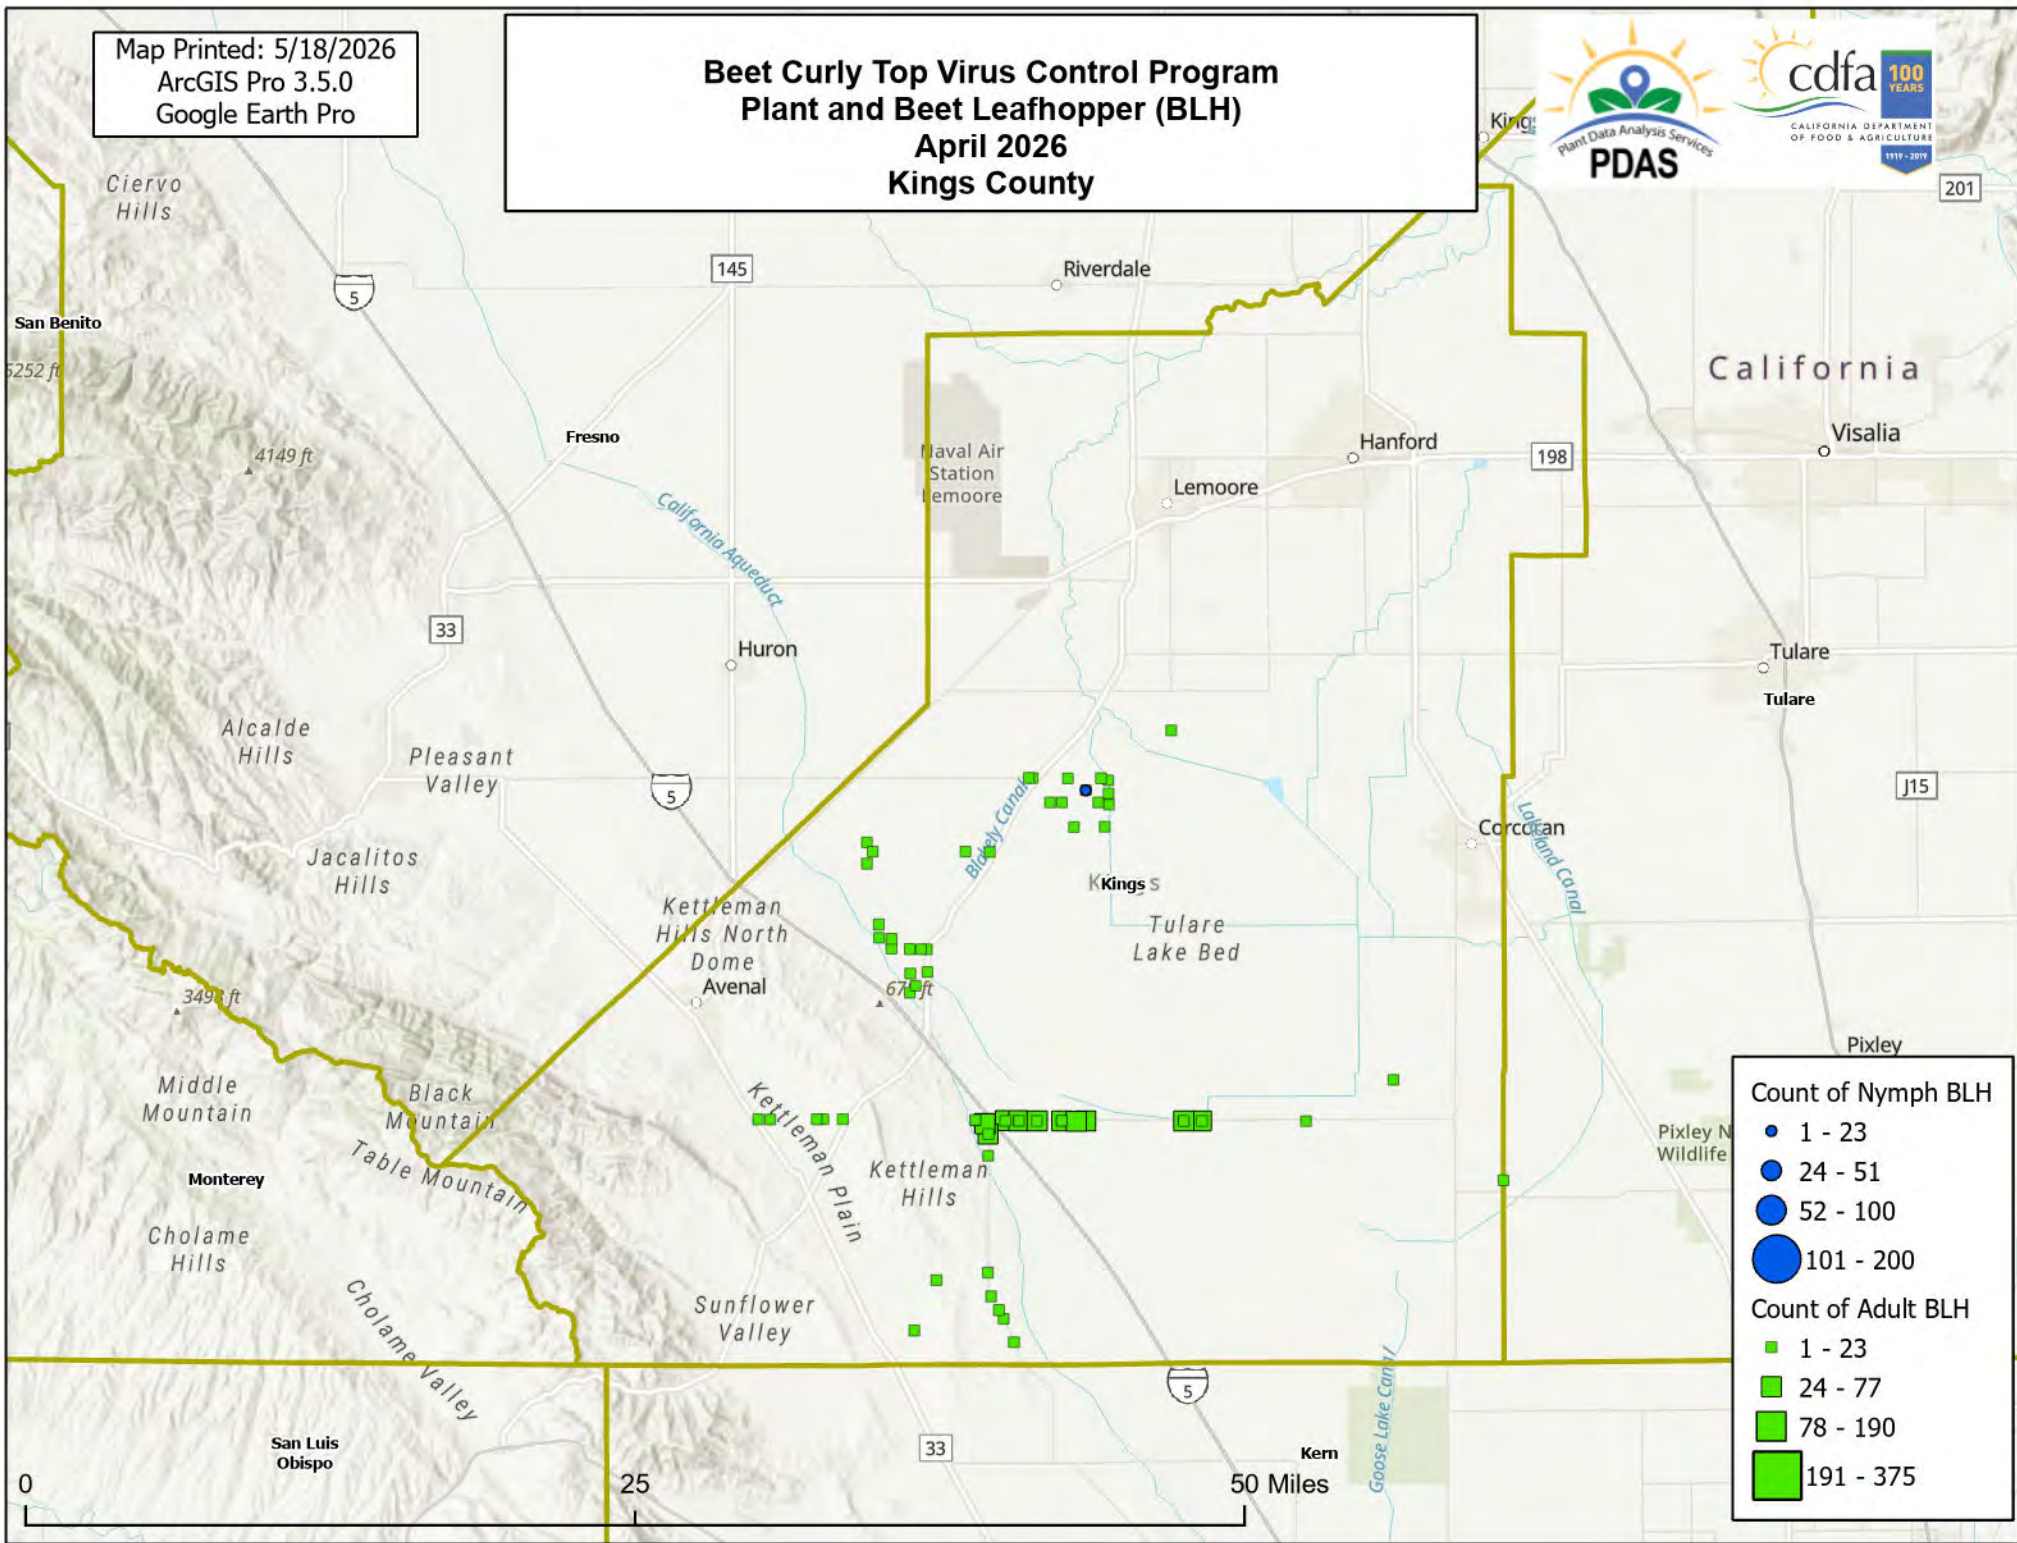 Map Printed: 5/18/2026
ArcGIS Pro 3.5.0
Google Earth Pro
Beet Curly Top Virus Control Program
Plant and Beet Leafhopper (BLH)
April 2026
Kings County
Plant Data Analysis Services
PDAS
cdfa
100
YEARS
CALIFORNIA DEPARTMENT
OF FOOD & AGRICULTURE
1919 - 2019
King
201
Ciervo
Hills
145
Riverdale
5
San Benito
5252 ft
California
Fresno
4149 ft
Naval Air
Station
Lemoore
Hanford
198
Visalia
Lemoore
California Aqueduct
33
Huron
Tulare
Tulare
Alcalde
Hills
Pleasant
Valley
5
J15
Blakely Canal
Corcoran
Lakeland Canal
Jacalitos
Hills
Kings
Kettleman
Hills North
Dome
Tulare
Lake Bed
Avenal
3498 ft
Pixley
Middle
Mountain
Black
Mountain
Kettleman Plain
Pixley N
Wildlife
Table Mountain
Monterey
Kettleman
Hills
Cholame
Hills
Cholame Valley
Sunflower
Valley
5
Goose Lake Canal
San Luis
Obispo
33
Kern
0
25
50 Miles
Count of Nymph BLH
1 - 23
24 - 51
52 - 100
101 - 200
Count of Adult BLH
1 - 23
24 - 77
78 - 190
191 - 375